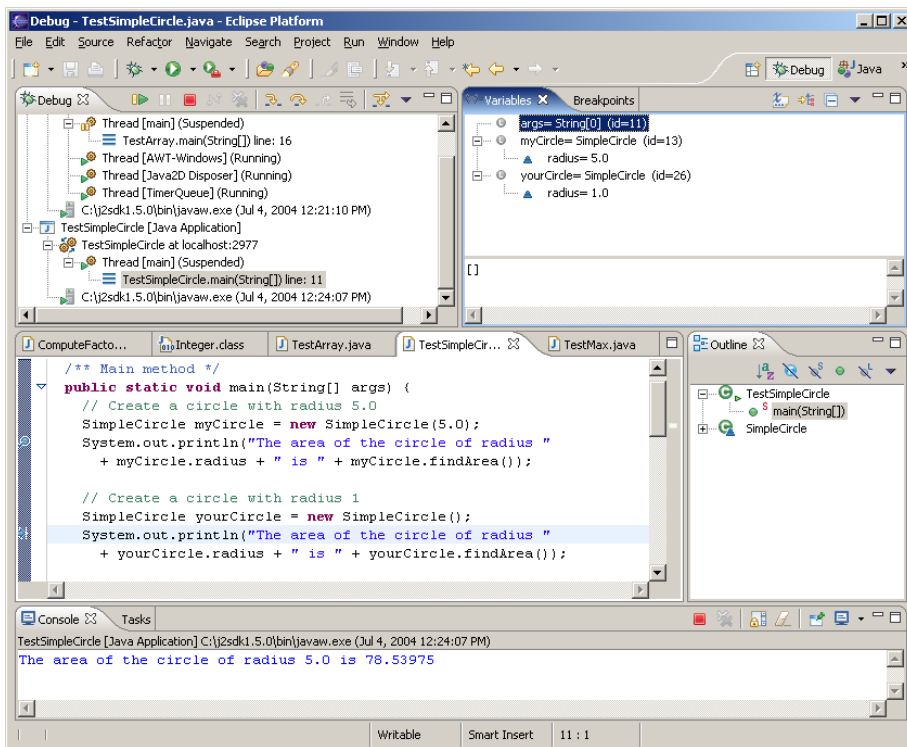 Debug - TestSimpleCircle.java - Eclipse Platform
File Edit Source Refactor Navigate Search Project Run Window Help
Debug Java
Debug
Thread [main] (Suspended)
TestArray.main(String[]) line: 16
Thread [AWT-Windows] (Running)
Thread [Java2D Disposer] (Running)
Thread [TimerQueue] (Running)
C:\j2sdk1.5.0\bin\javaw.exe (Jul 4, 2004 12:21:10 PM)
TestSimpleCircle [Java Application]
TestSimpleCircle at localhost:2977
Thread [main] (Suspended)
TestSimpleCircle.main(String[]) line: 11
C:\j2sdk1.5.0\bin\javaw.exe (Jul 4, 2004 12:24:07 PM)
Variables Breakpoints
args= String[0] (id=11)
myCircle= SimpleCircle (id=13)
radius= 5.0
yourCircle= SimpleCircle (id=26)
radius= 1.0
[]
ComputeFacto... Integer.class TestArray.java TestSimpleCir... TestMax.java
/** Main method */
public static void main(String[] args) {
// Create a circle with radius 5.0
SimpleCircle myCircle = new SimpleCircle(5.0);
System.out.println("The area of the circle of radius "
+ myCircle.radius + " is " + myCircle.findArea());
// Create a circle with radius 1
SimpleCircle yourCircle = new SimpleCircle();
System.out.println("The area of the circle of radius "
+ yourCircle.radius + " is " + yourCircle.findArea());
Outline
TestSimpleCircle
main(String[])
SimpleCircle
Console Tasks
TestSimpleCircle [Java Application] C:\j2sdk1.5.0\bin\javaw.exe (Jul 4, 2004 12:24:07 PM)
The area of the circle of radius 5.0 is 78.53975
Writable Smart Insert 11 : 1